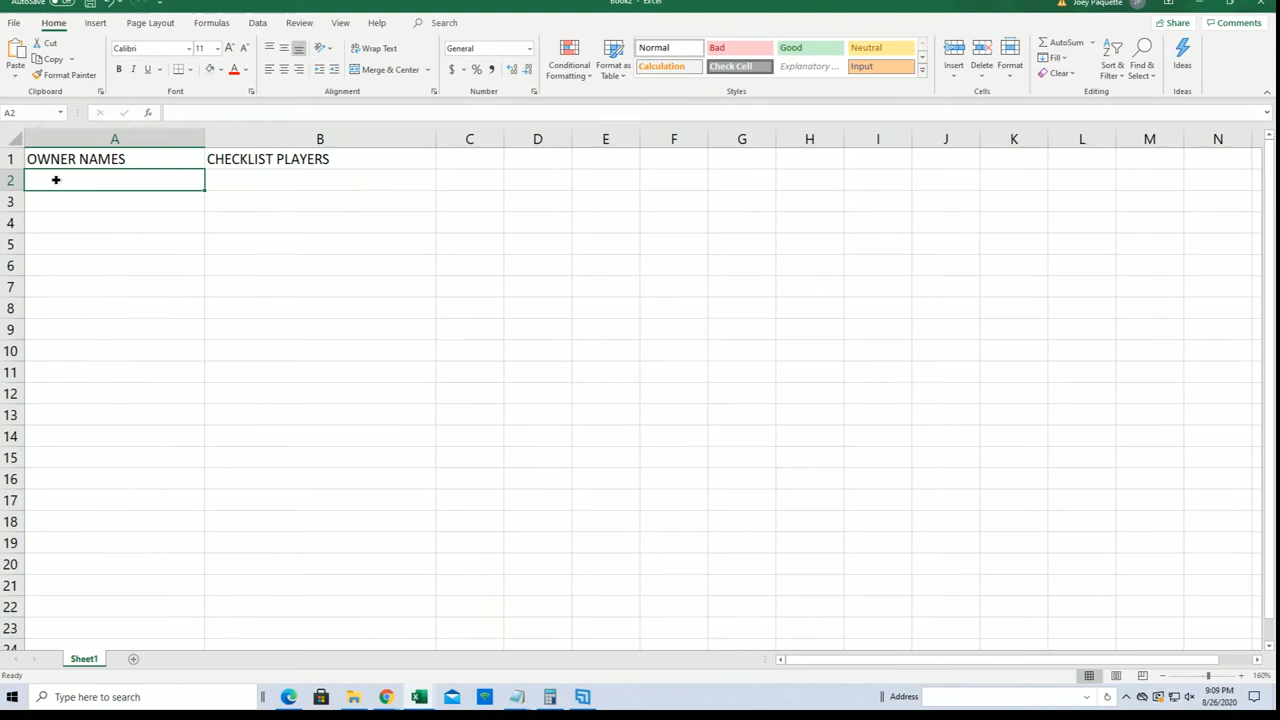 AutoSave Off Book2 - Excel Joey Paquette JP
File Home Insert Page Layout Formulas Data Review View Help Search Share Comments
Paste Cut Copy Format Painter
Calibri 11 A A Wrap Text General
B I U A Merge & Center $ % ,
Conditional Formatting Format as Table
Normal Bad Good Neutral
Calculation Check Cell Explanatory ... Input
Insert Delete Format
AutoSum Fill Clear Sort & Filter Find & Select Ideas
Clipboard Font Alignment Number Styles Cells Editing Ideas
A2 fx
A B C D E F G H I J K L M N
1 OWNER NAMES CHECKLIST PLAYERS
2
3
4
5
6
7
8
9
10
11
12
13
14
15
16
17
18
19
20
21
22
23
24
Sheet1
Ready 160%
Type here to search Address 9:09 PM
8/26/2020